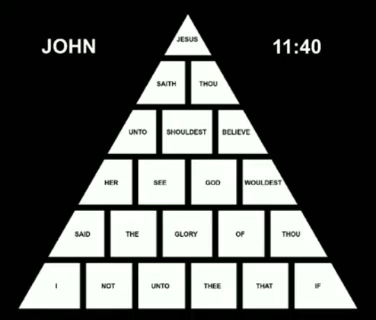 JESUS
JOHN 11:40
SAITH THOU
UNTO SHOULDEST BELIEVE
HER SEE GOD WOULDEST
SAID THE GLORY OF THOU
I NOT UNTO THEE THAT IF